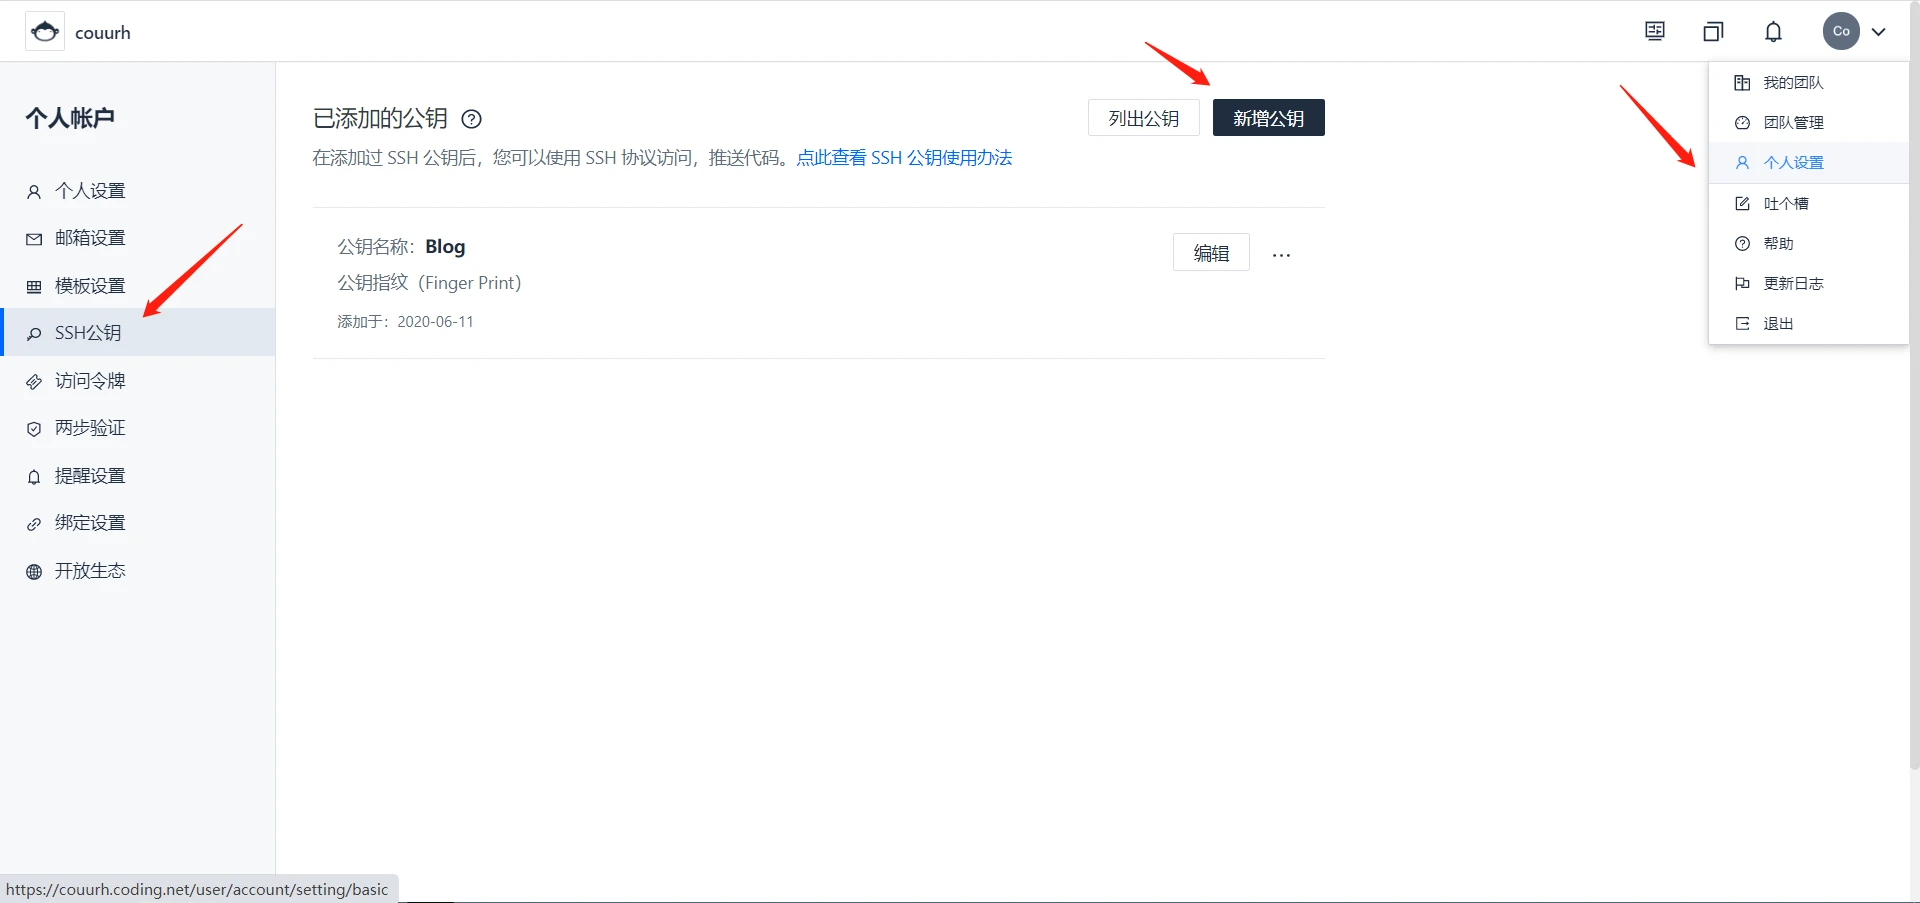 couurh
Co
个人帐户
个人设置
邮箱设置
模板设置
SSH公钥
访问令牌
两步验证
提醒设置
绑定设置
开放生态
已添加的公钥
列出公钥
新增公钥
在添加过 SSH 公钥后，您可以使用 SSH 协议访问，推送代码。点此查看 SSH 公钥使用办法
公钥名称：Blog
公钥指纹（Finger Print）
添加于：2020-06-11
编辑
...
我的团队
团队管理
个人设置
吐个槽
帮助
更新日志
退出
https://couurh.coding.net/user/account/setting/basic